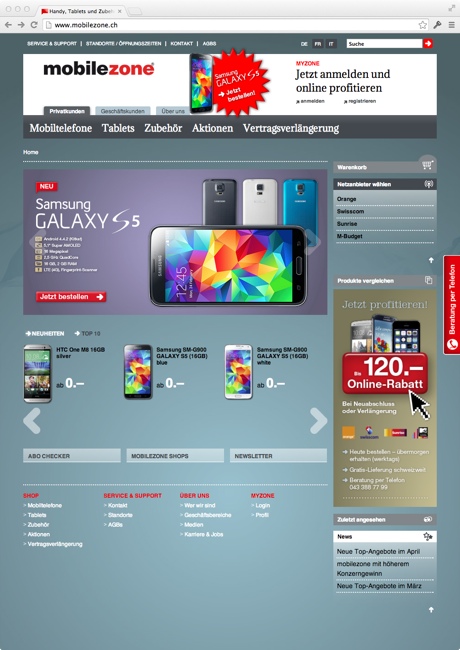 Handy, Tablets und Zubeh
www.mobilezone.ch
SERVICE & SUPPORT | STANDORTE / ÖFFNUNGSZEITEN | KONTAKT | AGBS
DE FR IT
Suche
mobilezone
Samsung
GALAXY S5
Jetzt
bestellen!
MYZONE
Jetzt anmelden und
online profitieren
anmelden registrieren
Privatkunden Geschäftskunden Über uns
Mobiltelefone Tablets Zubehör Aktionen Vertragsverlängerung
Home
Warenkorb
Netzanbieter wählen
Orange
Swisscom
Sunrise
M-Budget
NEU
Samsung
GALAXY S5
Android 4.4.2 (Kitkat)
5.1" Super AMOLED
16 Megapixel
2.5 GHz QuadCore
16 GB, 2 GB RAM
LTE (4G), Fingerprint-Scanner
12:45
Jetzt bestellen
Beratung per Telefon
Produkte vergleichen
Jetzt profitieren!
Bis 120.–
Online-Rabatt
Bei Neuabschluss
oder Verlängerung
Heute bestellen – übermorgen
erhalten (werktags)
Gratis-Lieferung schweizweit
Beratung per Telefon
043 388 77 99
NEUHEITEN TOP 10
HTC One M8 16GB
silver
ab 0.–
Samsung SM-G900
GALAXY S5 (16GB)
blue
ab 0.–
Samsung SM-G900
GALAXY S5 (16GB)
white
ab 0.–
ABO CHECKER MOBILEZONE SHOPS NEWSLETTER
SHOP
> Mobiltelefone
> Tablets
> Zubehör
> Aktionen
> Vertragsverlängerung
SERVICE & SUPPORT
> Kontakt
> Standorte
> AGBs
ÜBER UNS
> Wer wir sind
> Geschäftsbereiche
> Medien
> Karriere & Jobs
MYZONE
> Login
> Profil
Zuletzt angesehen
News
Neue Top-Angebote im April
mobilezone mit höherem
Konzerngewinn
Neue Top-Angebote im März